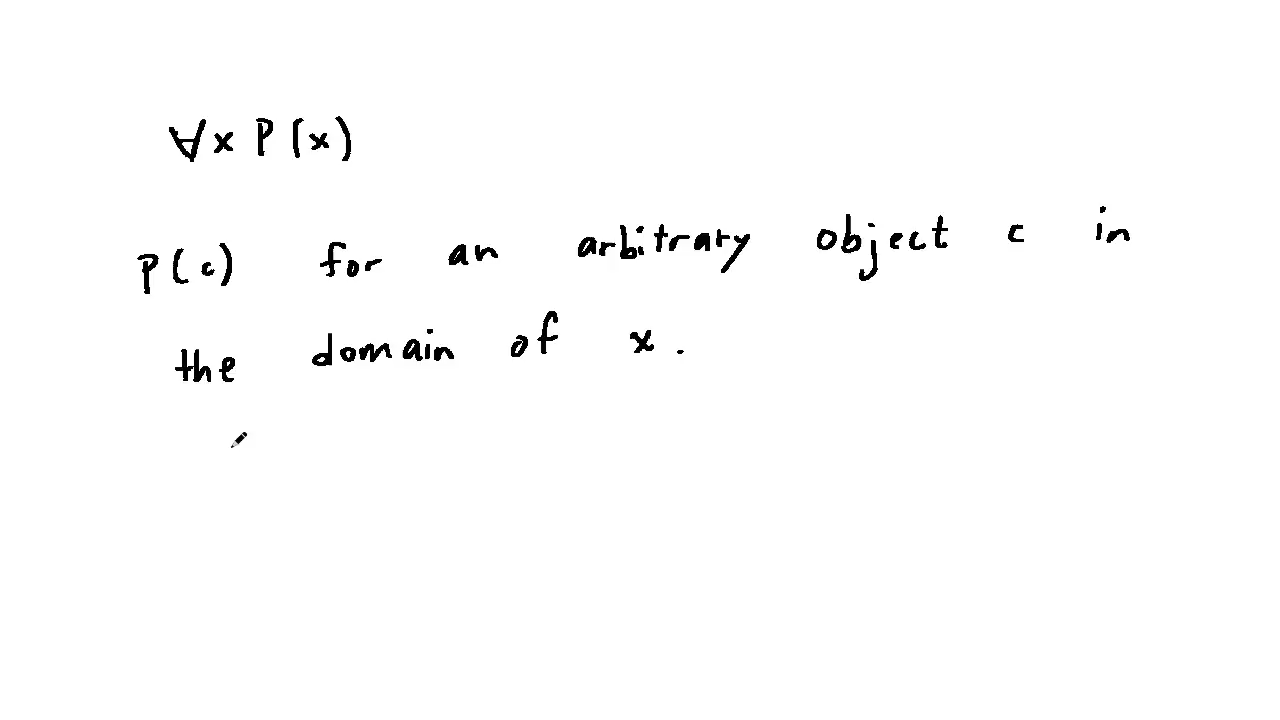 ∀x P(x)
P(c) for an arbitrary object c in
the domain of x.